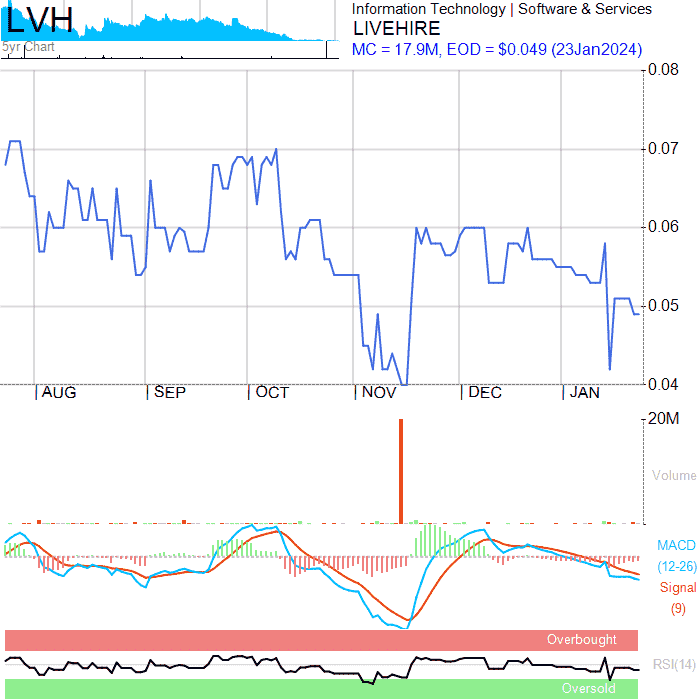 LVH
Information Technology | Software & Services
LIVEHIRE
MC = 17.9M, EOD = $0.049 (23Jan2024)
5yr Chart
0.08
0.07
0.06
0.05
0.04
AUG
SEP
OCT
NOV
DEC
JAN
20M
Volume
MACD
(12-26)
Signal
(9)
Overbought
RSI(14)
Oversold